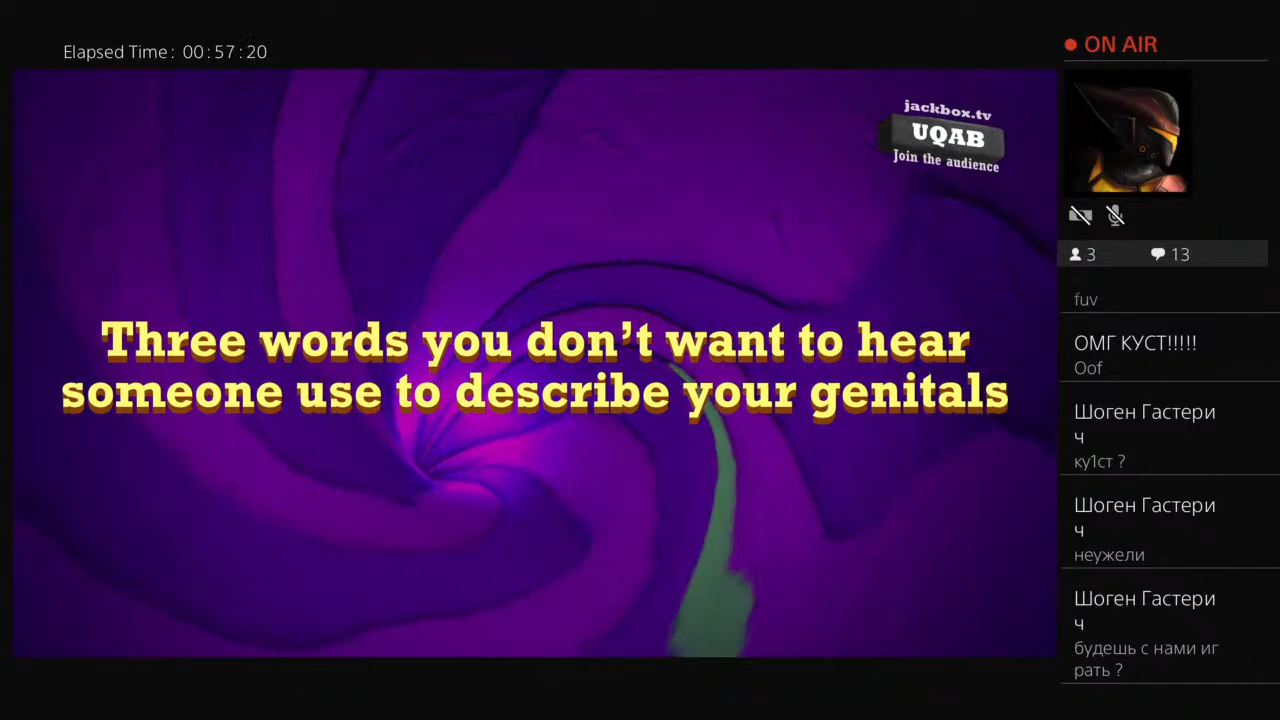 Elapsed Time: 00:57:20
ON AIR
jackbox.tv
UQAB
Join the audience
Three words you don’t want to hear
someone use to describe your genitals
3
13
fuv
ОМГ КУСТ!!!!!
Oof
Шоген Гастери
ч
ку1ст ?
Шоген Гастери
ч
неужели
Шоген Гастери
ч
будешь с нами иг
рать ?